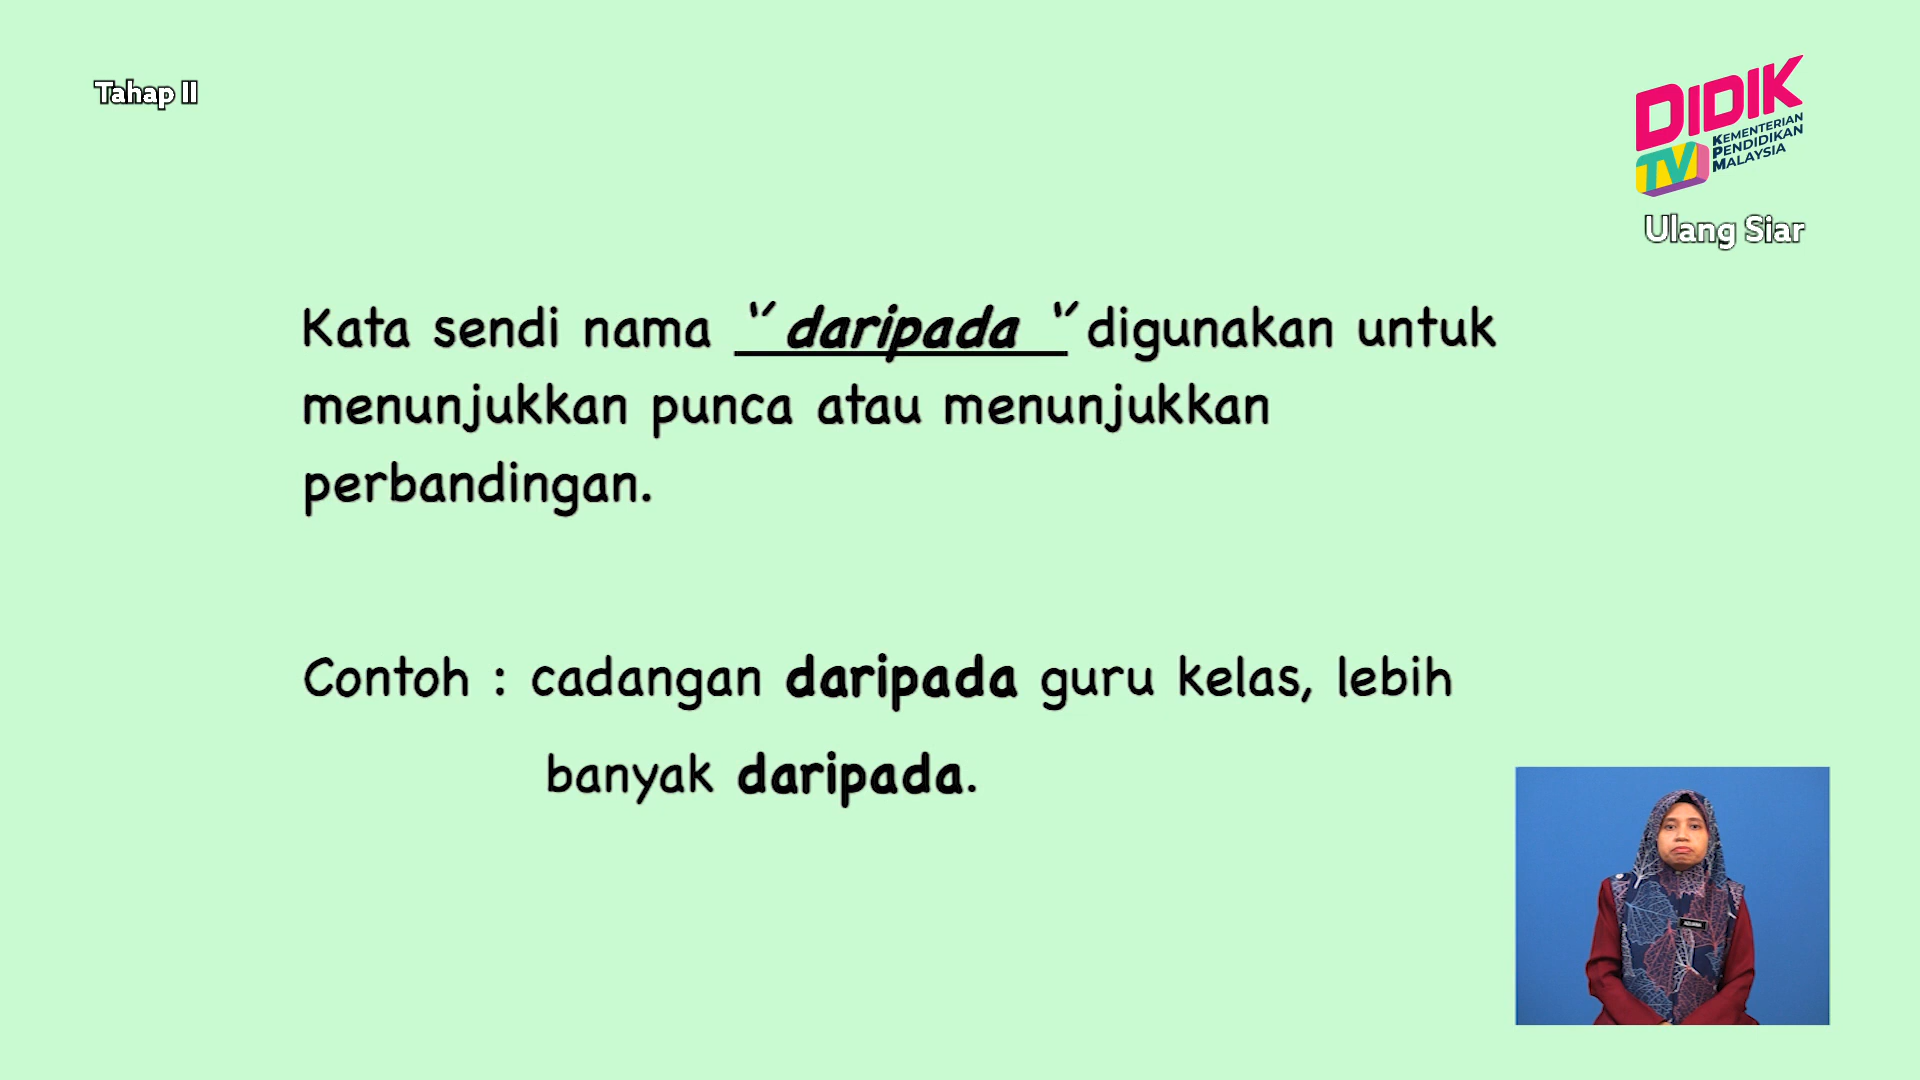 Tahap II
DIDIK
TV
KEMENTERIAN
PENDIDIKAN
MALAYSIA
Ulang Siar
Kata sendi nama “ daripada “ digunakan untuk
menunjukkan punca atau menunjukkan
perbandingan.
Contoh : cadangan daripada guru kelas, lebih
banyak daripada.